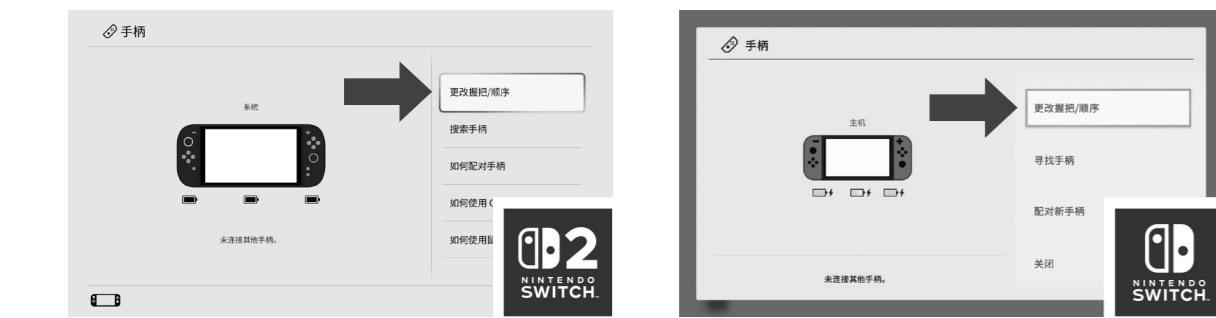 手柄
系统
未连接其他手柄。
更改握把/顺序
搜索手柄
如何配对手柄
如何使用
如何使用
2
NINTENDO
SWITCH™
手柄
主机
未连接其他手柄。
更改握把/顺序
寻找手柄
配对新手柄
关闭
NINTENDO
SWITCH™